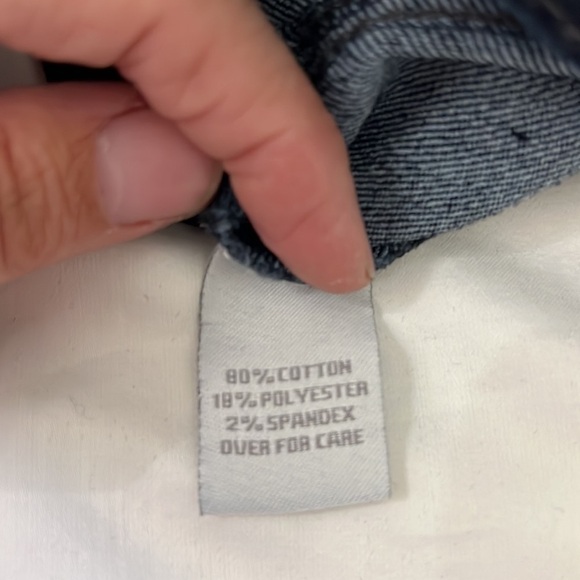 80% COTTON
18% POLYESTER
2% SPANDEX
OVER FOR CARE